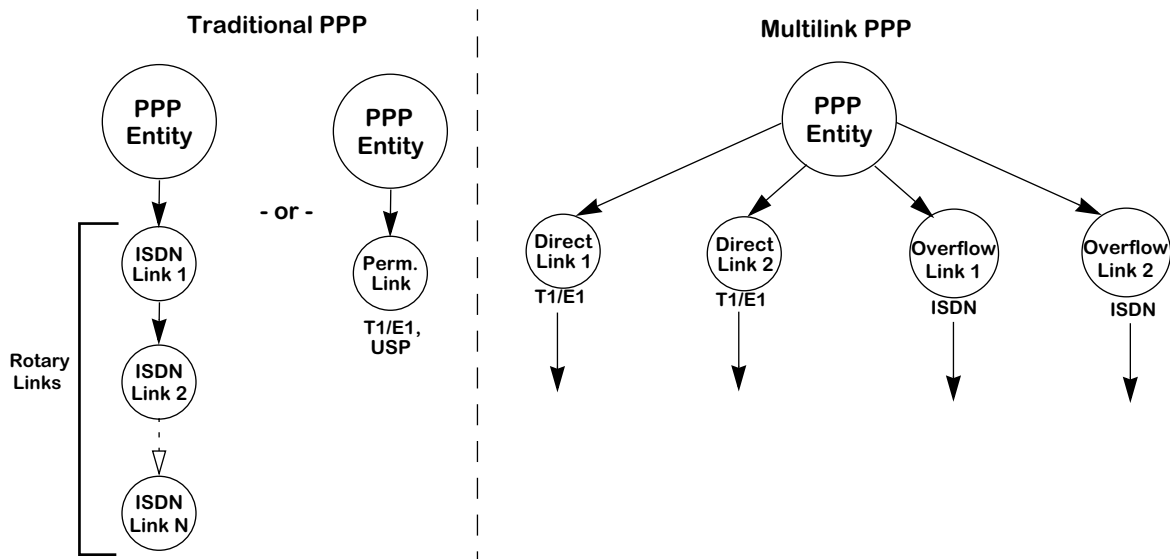 Traditional PPP
PPP
Entity
ISDN
Link 1
ISDN
Link 2
ISDN
Link N
Rotary
Links
- or -
PPP
Entity
Perm.
Link
T1/E1,
USP
Multilink PPP
PPP
Entity
Direct
Link 1
T1/E1
Direct
Link 2
T1/E1
Overflow
Link 1
ISDN
Overflow
Link 2
ISDN